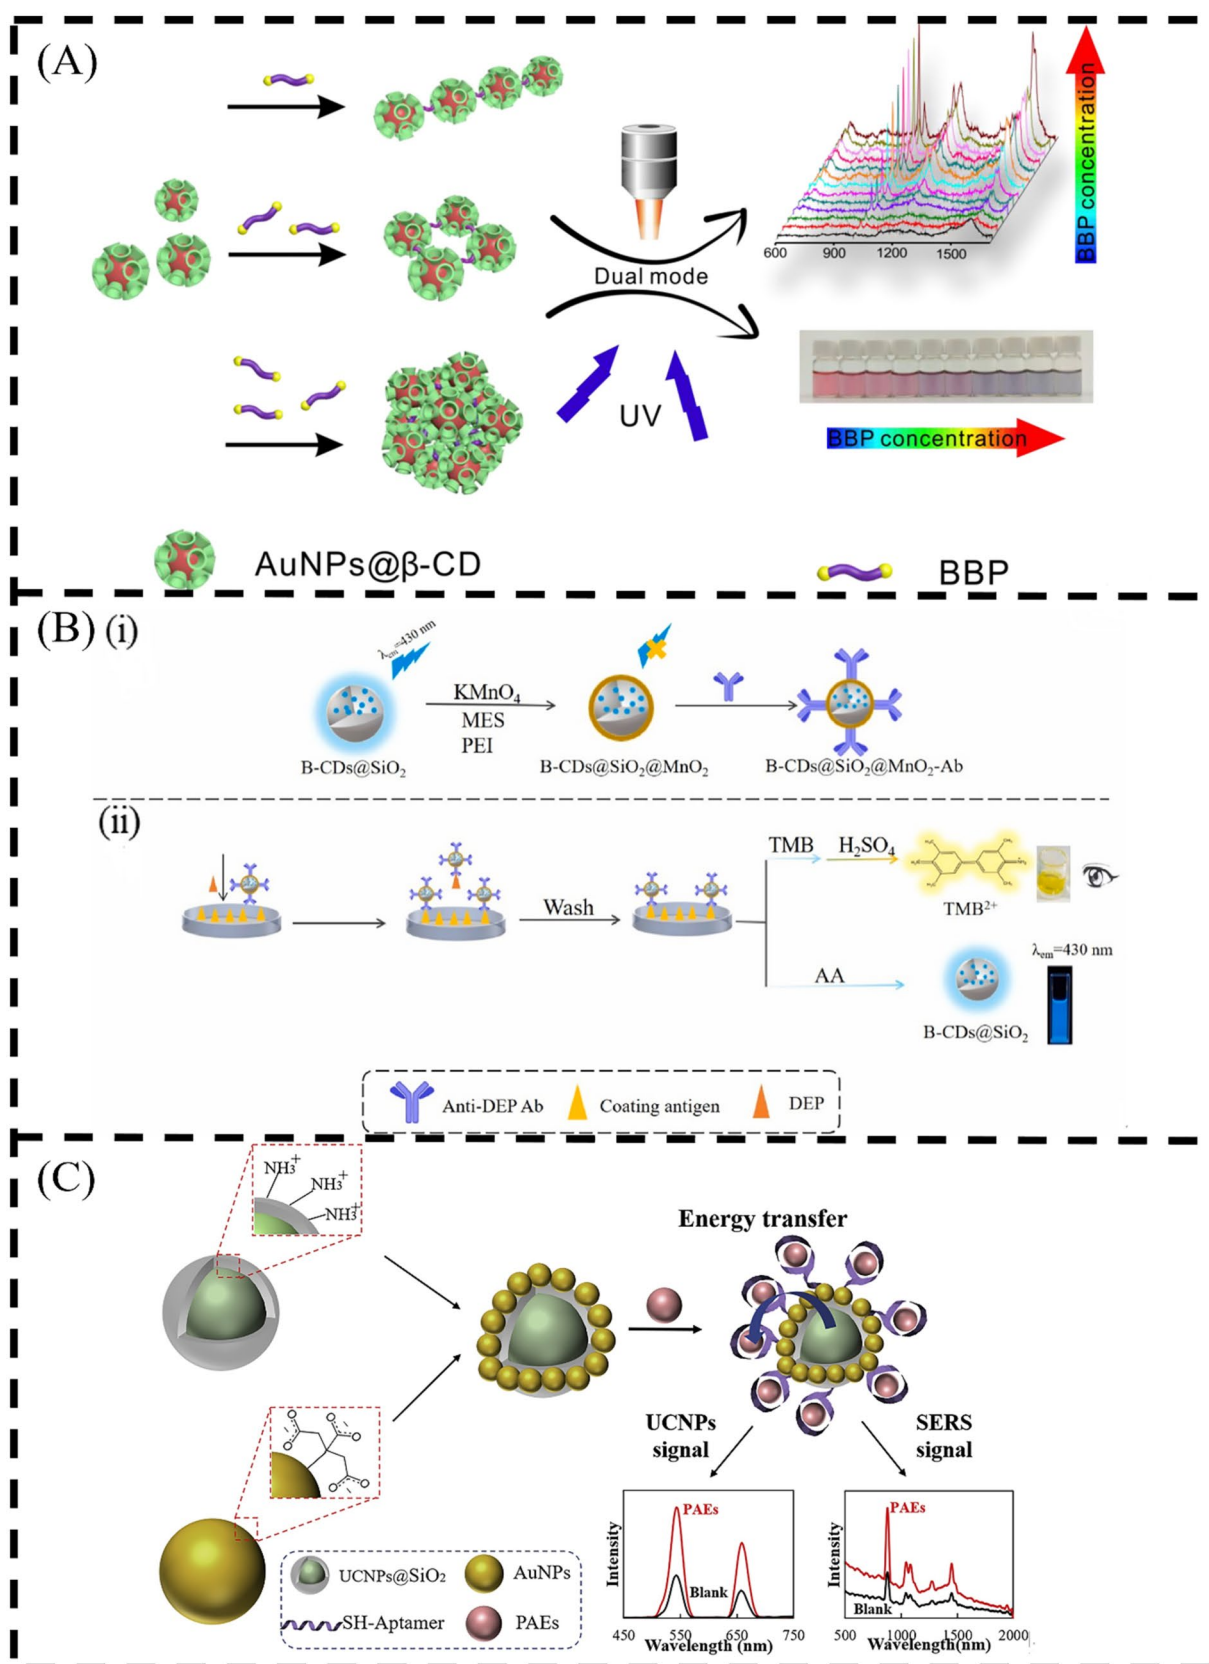 (A)
BBP concentration
600 900 1200 1500
Dual mode
UV
BBP concentration
AuNPs@β-CD
BBP
(B)
(i)
λem=430 nm
KMnO4
MES
PEI
B-CDs@SiO2
B-CDs@SiO2@MnO2
B-CDs@SiO2@MnO2-Ab
(ii)
TMB
H2SO4
TMB2+
Wash
λem=430 nm
AA
B-CDs@SiO2
Anti-DEP Ab
Coating antigen
DEP
(C)
NH3+
NH3+
NH3+
Energy transfer
UCNPs
signal
SERS
signal
O
O
O
O
O
O
PAEs
Blank
Intensity
450 550 650 750
Wavelength (nm)
PAEs
Blank
Intensity
500 1000 1500 2000
Wavelength(nm)
UCNPs@SiO2
AuNPs
SH-Aptamer
PAEs